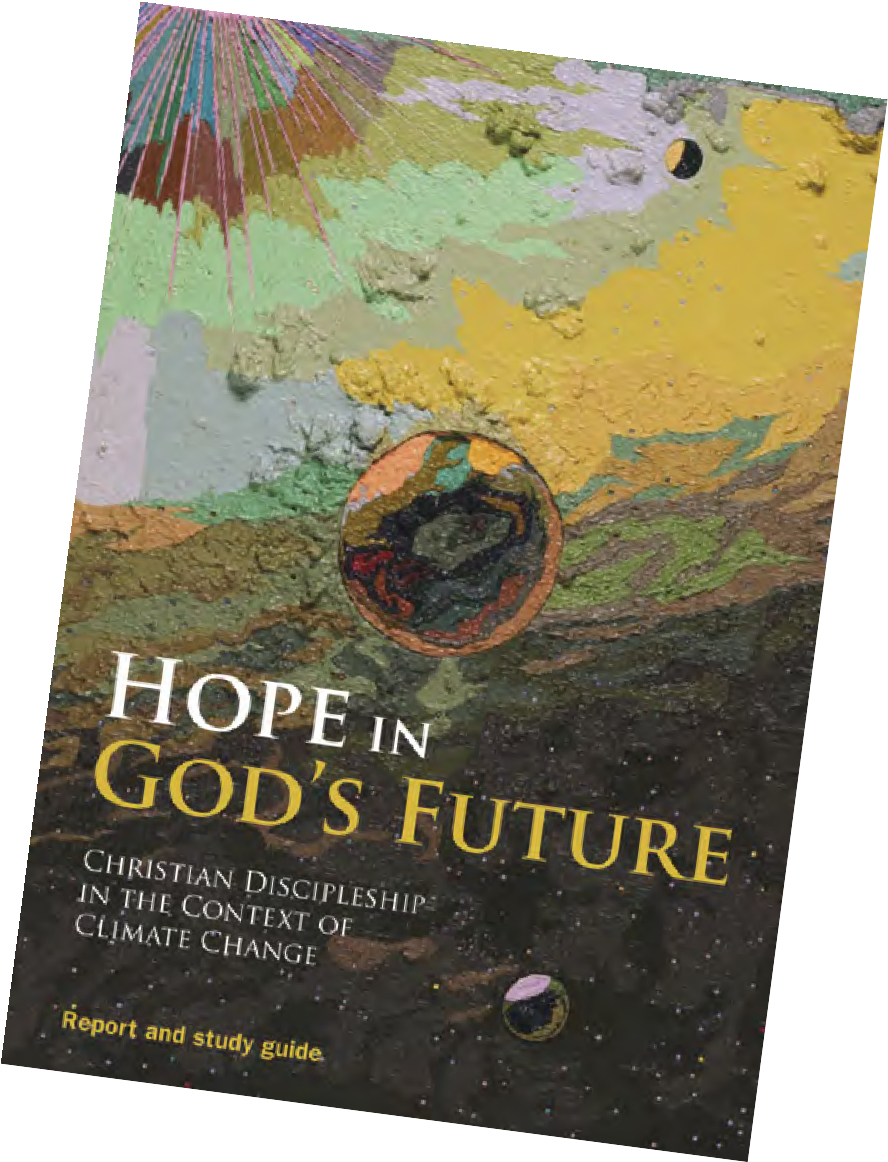 HOPE IN
GOD'S FUTURE
CHRISTIAN DISCIPLESHIP
IN THE CONTEXT OF
CLIMATE CHANGE
Report and study guide